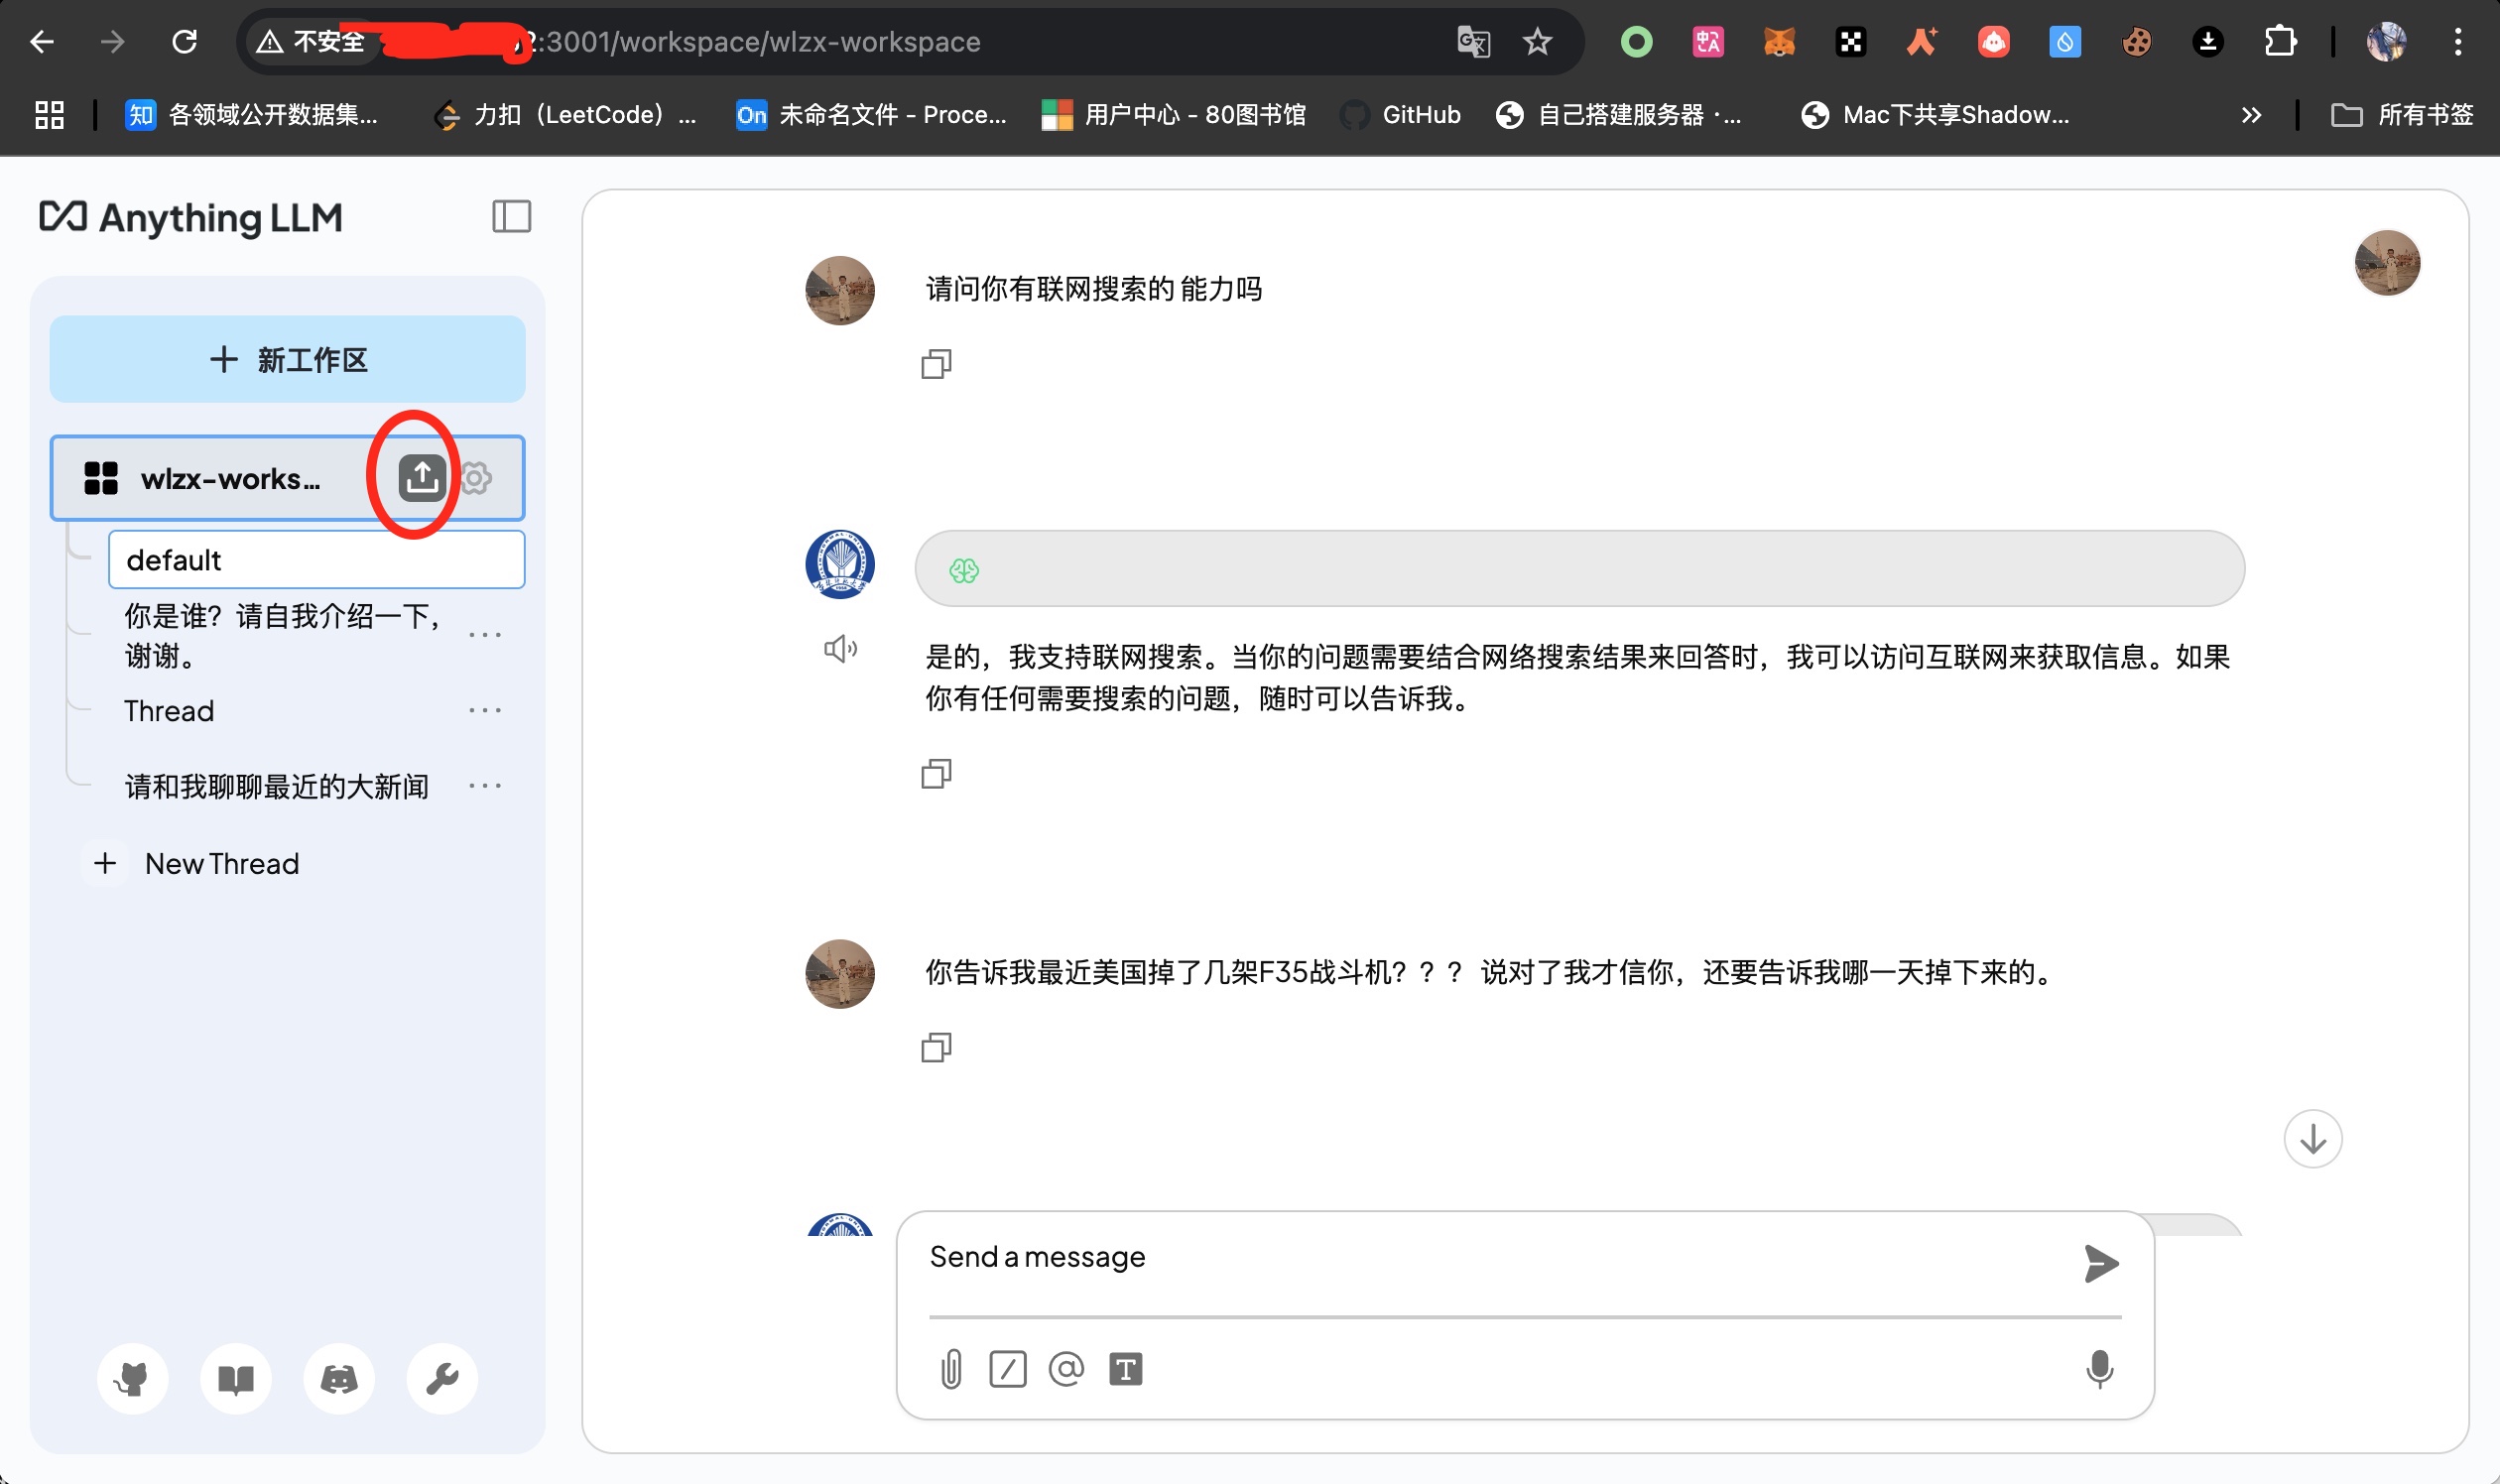 不安全
2:3001/workspace/wlzx-workspace
知 各领域公开数据集...
力扣（LeetCode）...
On 未命名文件 - Proce...
用户中心 - 80图书馆
GitHub
自己搭建服务器 ·...
Mac下共享Shadow...
所有书签
Anything LLM
新工作区
wlzx-works...
default
你是谁？请自我介绍一下，
谢谢。
Thread
请和我聊聊最近的大新闻
New Thread
请问你有联网搜索的 能力吗
是的，我支持联网搜索。当你的问题需要结合网络搜索结果来回答时，我可以访问互联网来获取信息。如果
你有任何需要搜索的问题，随时可以告诉我。
你告诉我最近美国掉了几架F35战斗机？？？ 说对了我才信你，还要告诉我哪一天掉下来的。
Send a message